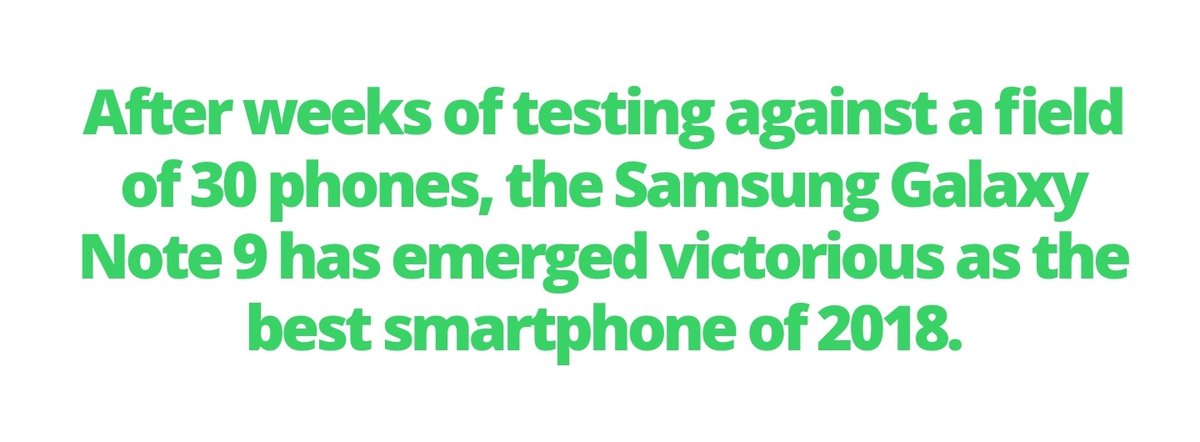 After weeks of testing against a field
of 30 phones, the Samsung Galaxy
Note 9 has emerged victorious as the
best smartphone of 2018.